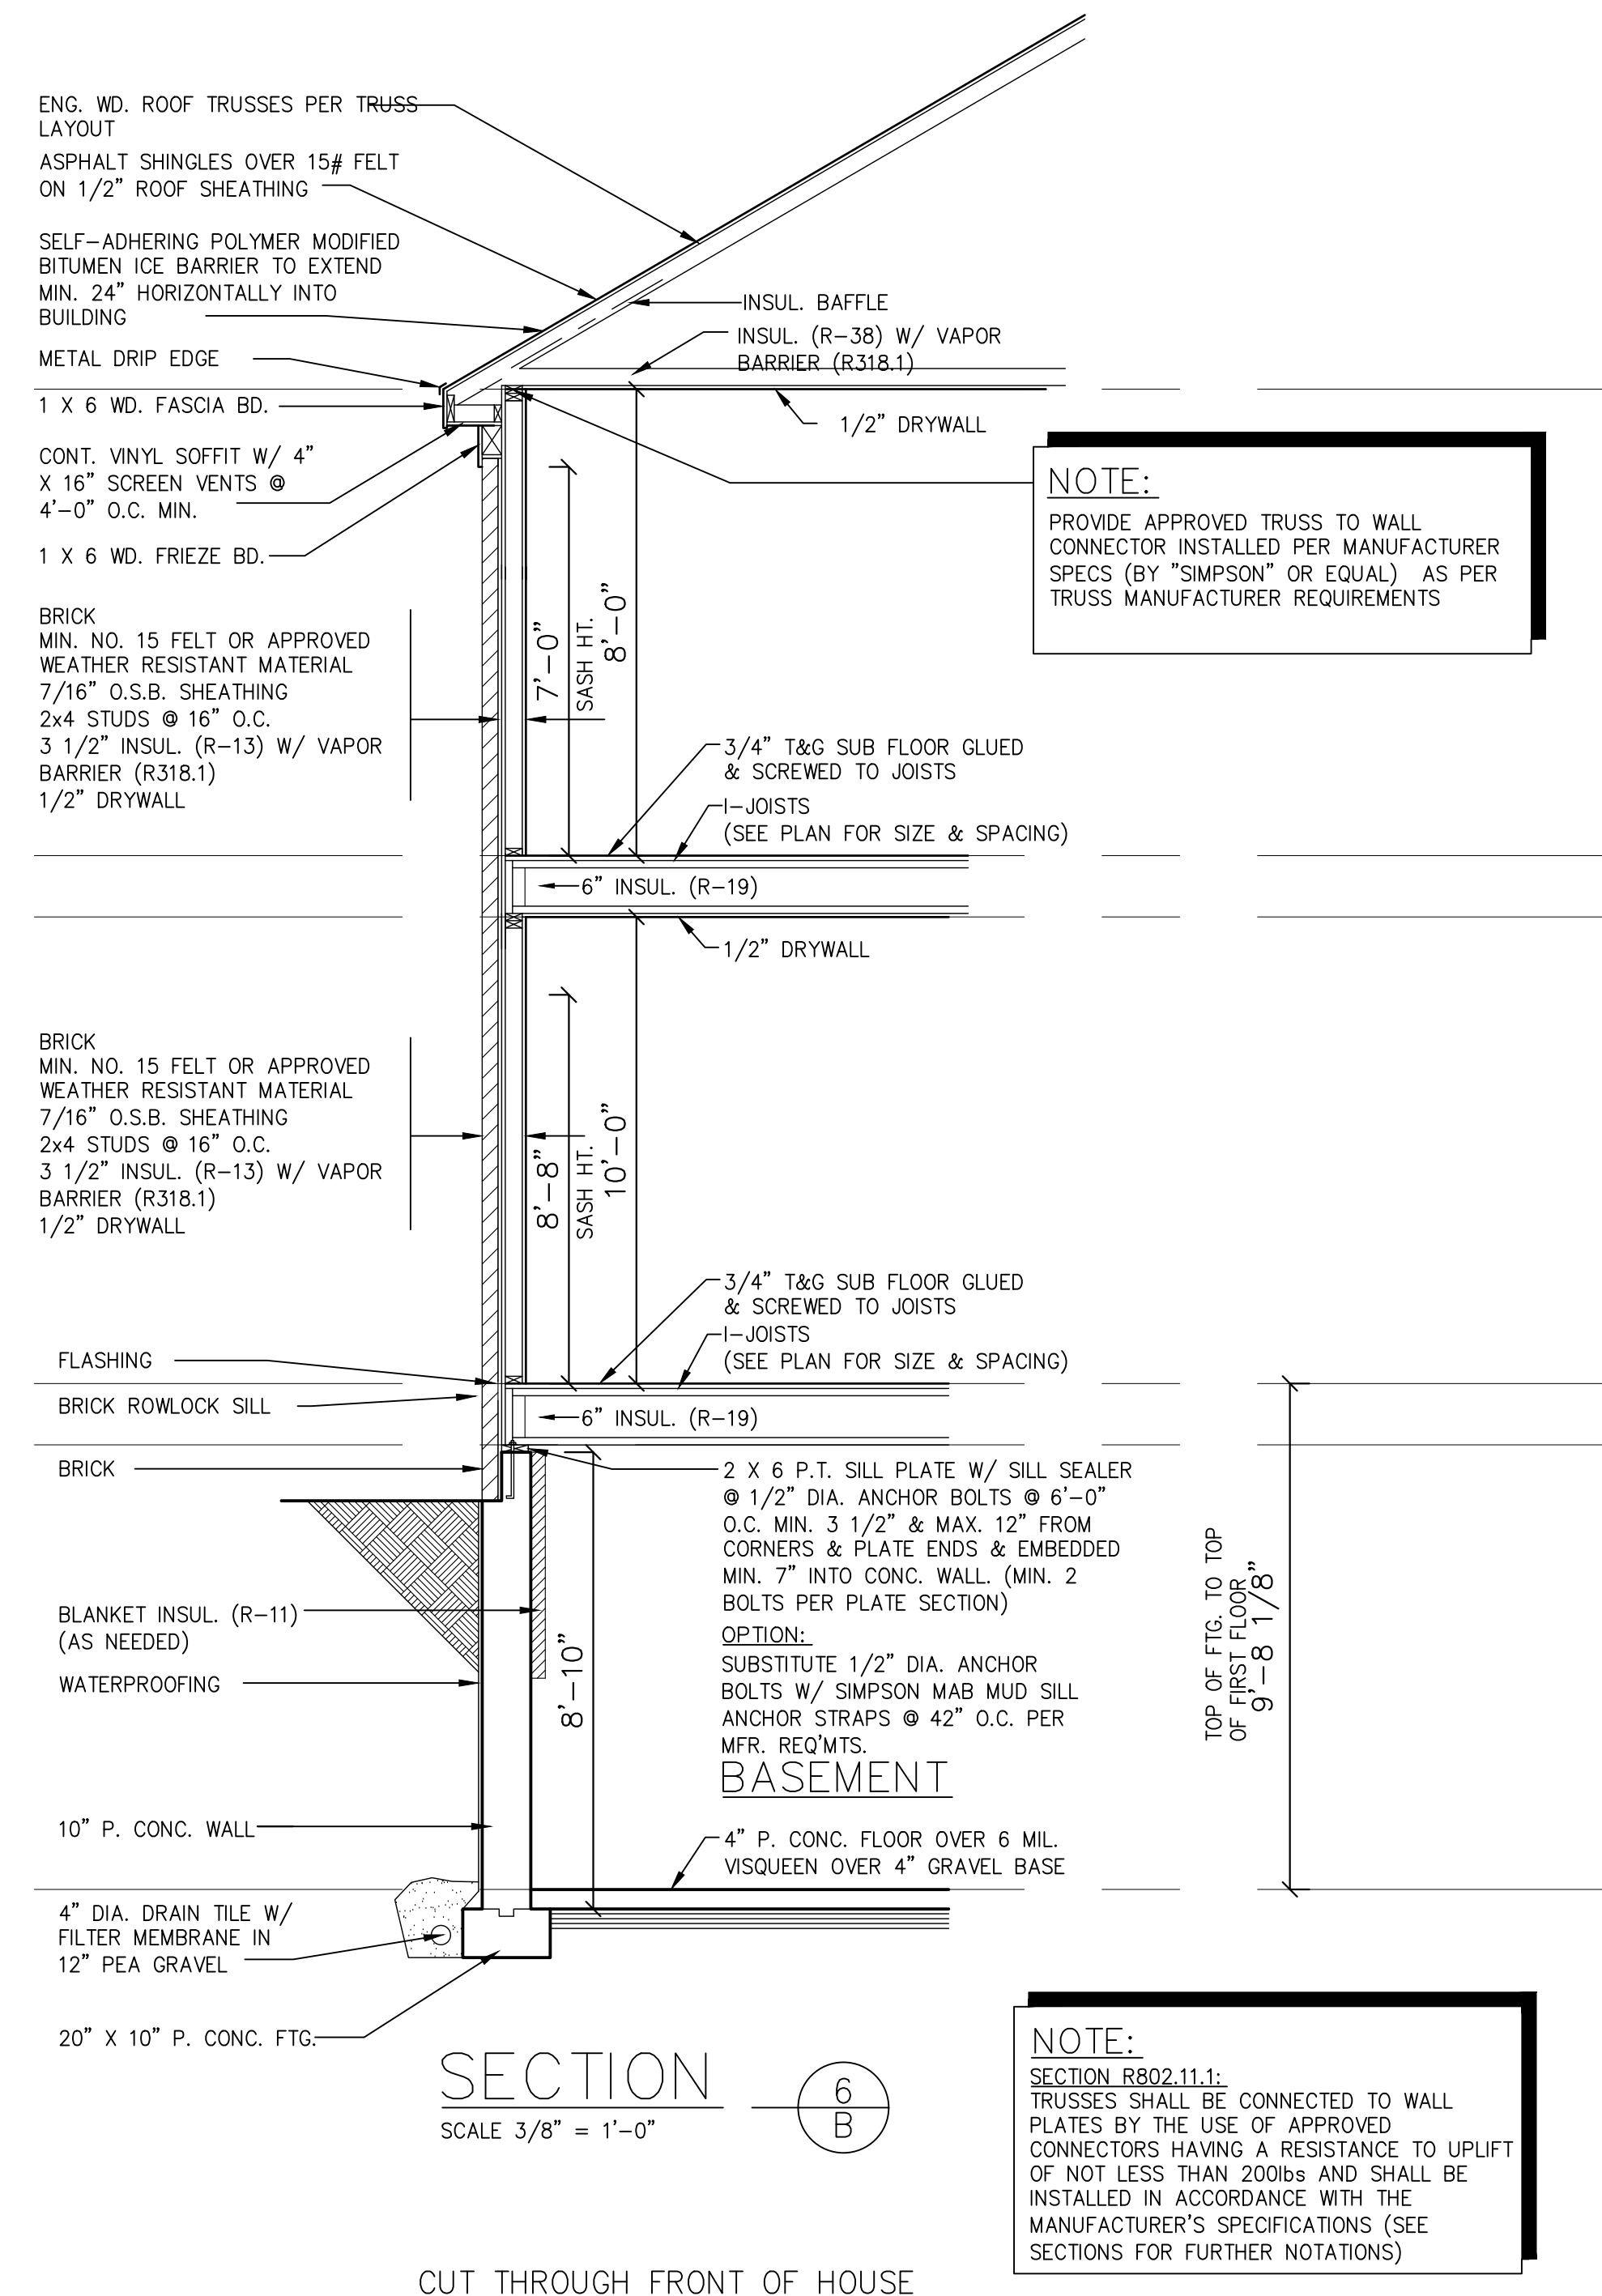 ENG. WD. ROOF TRUSSES PER TRUSS
LAYOUT
ASPHALT SHINGLES OVER 15# FELT
ON 1/2" ROOF SHEATHING
SELF-ADHERING POLYMER MODIFIED
BITUMEN ICE BARRIER TO EXTEND
MIN. 24" HORIZONTALLY INTO
BUILDING
METAL DRIP EDGE
1 X 6 WD. FASCIA BD.
CONT. VINYL SOFFIT W/ 4"
X 16" SCREEN VENTS @
4'-0" O.C. MIN.
1 X 6 WD. FRIEZE BD.
INSUL. BAFFLE
INSUL. (R-38) W/ VAPOR
BARRIER (R318.1)
1/2" DRYWALL
NOTE:
PROVIDE APPROVED TRUSS TO WALL
CONNECTOR INSTALLED PER MANUFACTURER
SPECS (BY "SIMPSON" OR EQUAL) AS PER
TRUSS MANUFACTURER REQUIREMENTS
BRICK
MIN. NO. 15 FELT OR APPROVED
WEATHER RESISTANT MATERIAL
7/16" O.S.B. SHEATHING
2x4 STUDS @ 16" O.C.
3 1/2" INSUL. (R-13) W/ VAPOR
BARRIER (R318.1)
1/2" DRYWALL
7'-0"
SASH HT.
8'-0"
3/4" T&G SUB FLOOR GLUED
& SCREWED TO JOISTS
I-JOISTS
(SEE PLAN FOR SIZE & SPACING)
6" INSUL. (R-19)
1/2" DRYWALL
BRICK
MIN. NO. 15 FELT OR APPROVED
WEATHER RESISTANT MATERIAL
7/16" O.S.B. SHEATHING
2x4 STUDS @ 16" O.C.
3 1/2" INSUL. (R-13) W/ VAPOR
BARRIER (R318.1)
1/2" DRYWALL
8'-8"
SASH HT.
10'-0"
3/4" T&G SUB FLOOR GLUED
& SCREWED TO JOISTS
I-JOISTS
(SEE PLAN FOR SIZE & SPACING)
6" INSUL. (R-19)
FLASHING
BRICK ROWLOCK SILL
BRICK
2 X 6 P.T. SILL PLATE W/ SILL SEALER
@ 1/2" DIA. ANCHOR BOLTS @ 6'-0"
O.C. MIN. 3 1/2" & MAX. 12" FROM
CORNERS & PLATE ENDS & EMBEDDED
MIN. 7" INTO CONC. WALL. (MIN. 2
BOLTS PER PLATE SECTION)
OPTION:
SUBSTITUTE 1/2" DIA. ANCHOR
BOLTS W/ SIMPSON MAB MUD SILL
ANCHOR STRAPS @ 42" O.C. PER
MFR. REQ'MTS.
BASEMENT
BLANKET INSUL. (R-11)
(AS NEEDED)
WATERPROOFING
8'-10"
TOP OF FTG. TO TOP
OF FIRST FLOOR
9'-8 1/8"
10" P. CONC. WALL
4" P. CONC. FLOOR OVER 6 MIL.
VISQUEEN OVER 4" GRAVEL BASE
4" DIA. DRAIN TILE W/
FILTER MEMBRANE IN
12" PEA GRAVEL
20" X 10" P. CONC. FTG.
SECTION
SCALE 3/8" = 1'-0"
6
B
NOTE:
SECTION R802.11.1:
TRUSSES SHALL BE CONNECTED TO WALL
PLATES BY THE USE OF APPROVED
CONNECTORS HAVING A RESISTANCE TO UPLIFT
OF NOT LESS THAN 200lbs AND SHALL BE
INSTALLED IN ACCORDANCE WITH THE
MANUFACTURER'S SPECIFICATIONS (SEE
SECTIONS FOR FURTHER NOTATIONS)
CUT THROUGH FRONT OF HOUSE